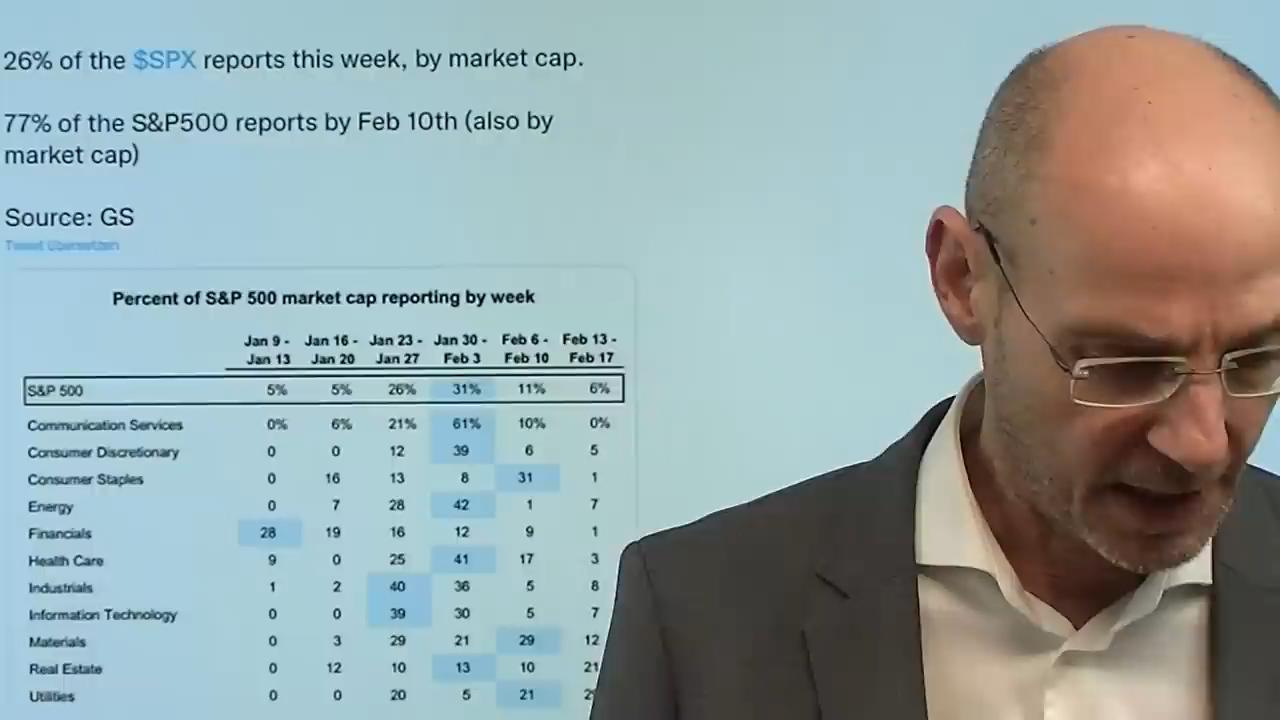 26% of the $SPX reports this week, by market cap.
77% of the S&P500 reports by Feb 10th (also by
market cap)
Source: GS
Tweet übersetzen
Percent of S&P 500 market cap reporting by week
Jan 9 - Jan 16 - Jan 23 - Jan 30 - Feb 6 - Feb 13 -
Jan 13 Jan 20 Jan 27 Feb 3 Feb 10 Feb 17
S&P 500 5% 5% 26% 31% 11% 6%
Communication Services 0% 6% 21% 61% 10% 0%
Consumer Discretionary 0 0 12 39 6 5
Consumer Staples 0 16 13 8 31 1
Energy 0 7 28 42 1 7
Financials 28 19 16 12 9 1
Health Care 9 0 25 41 17 3
Industrials 1 2 40 36 5 8
Information Technology 0 0 39 30 5 7
Materials 0 3 29 21 29 12
Real Estate 0 12 10 13 10 21
Utilities 0 0 20 5 21